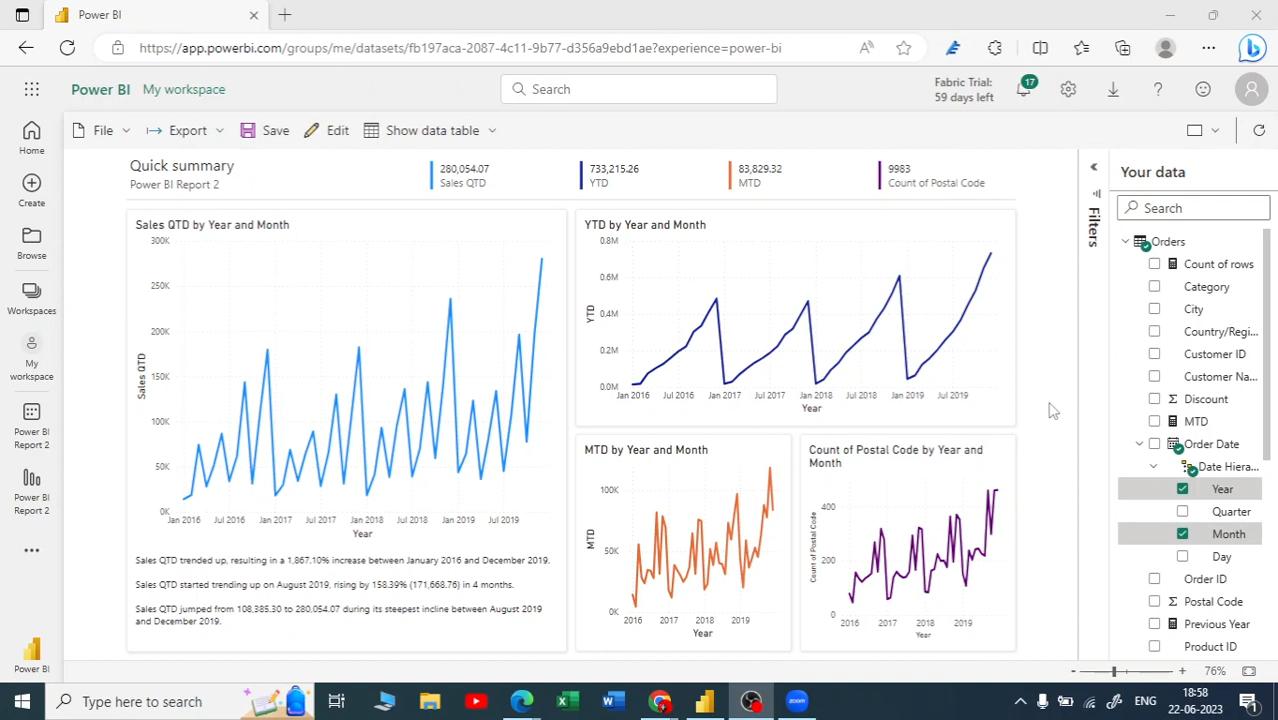 Power BI
https://app.powerbi.com/groups/me/datasets/fb197aca-2087-4c11-9b77-d356a9ebd1ae?experience=power-bi
Power BI My workspace
Search
Fabric Trial:
59 days left
17
File
Export
Save
Edit
Show data table
Home
Create
Browse
Workspaces
My
workspace
Power BI
Report 2
Power BI
Report 2
Power BI
Quick summary
Power BI Report 2
280,054.07
Sales QTD
733,215.26
YTD
83,829.32
MTD
9983
Count of Postal Code
Sales QTD by Year and Month
300K
250K
200K
150K
100K
50K
0K
Sales QTD
Jan 2016 Jul 2016 Jan 2017 Jul 2017 Jan 2018 Jul 2018 Jan 2019 Jul 2019
Year
Sales QTD trended up, resulting in a 1,867.10% increase between January 2016 and December 2019.
Sales QTD started trending up on August 2019, rising by 158.39% (171,668.76) in 4 months.
Sales QTD jumped from 108,385.30 to 280,054.07 during its steepest incline between August 2019
and December 2019.
YTD by Year and Month
0.8M
0.6M
0.4M
0.2M
0.0M
YTD
Jan 2016 Jul 2016 Jan 2017 Jul 2017 Jan 2018 Jul 2018 Jan 2019 Jul 2019
Year
MTD by Year and Month
100K
50K
0K
MTD
2016 2017 2018 2019
Year
Count of Postal Code by Year and
Month
400
200
0
Count of Postal Code
2016 2017 2018 2019
Year
Filters
Your data
Search
Orders
Count of rows
Category
City
Country/Regi...
Customer ID
Customer Na...
Discount
MTD
Order Date
Date Hiera...
Year
Quarter
Month
Day
Order ID
Postal Code
Previous Year
Product ID
76%
Type here to search
ENG
18:58
22-06-2023
1